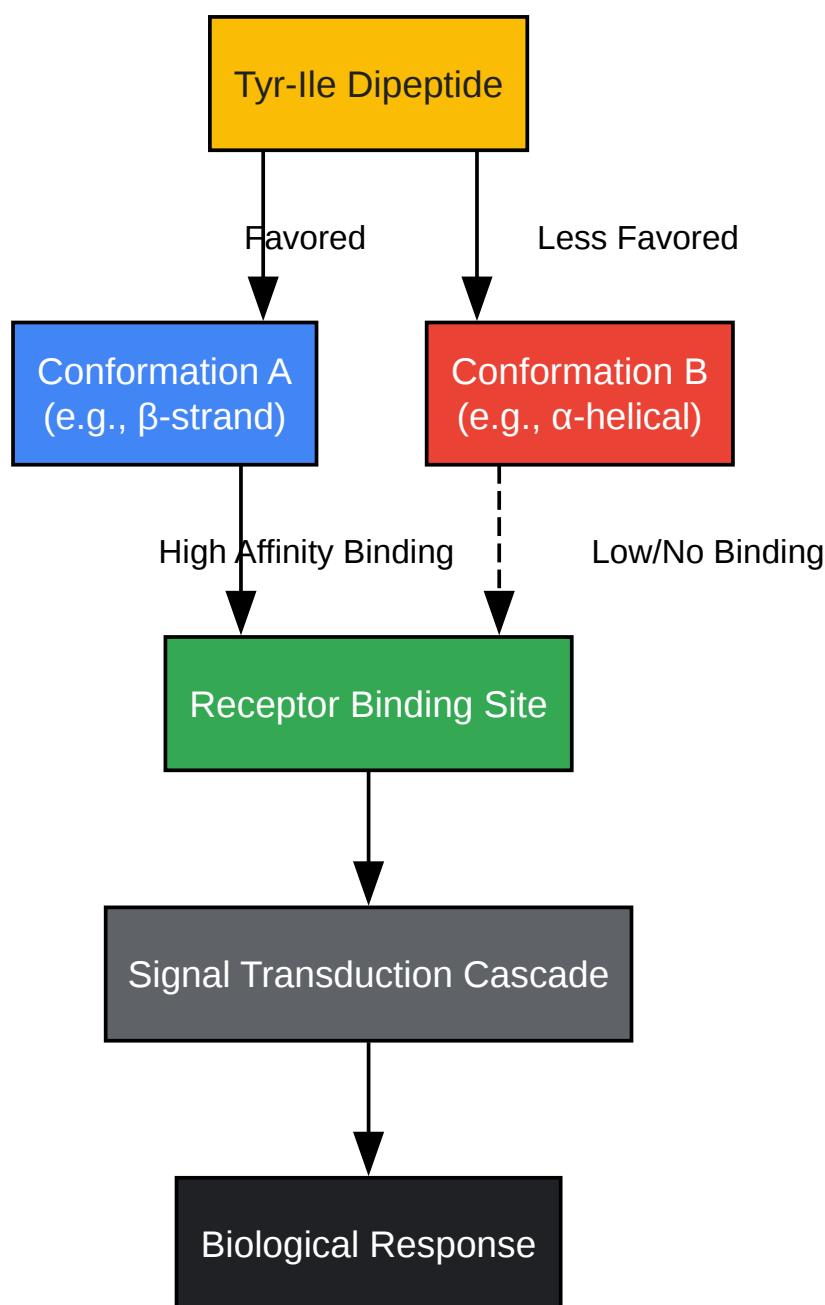 Tyr-Ile Dipeptide
Favored
Less Favored
Conformation A
(e.g., β-strand)
Conformation B
(e.g., α-helical)
High Affinity Binding
Low/No Binding
Receptor Binding Site
Signal Transduction Cascade
Biological Response